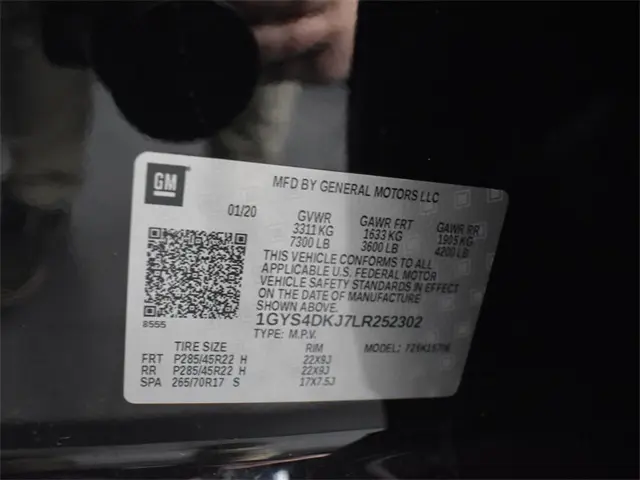 GM
MFD BY GENERAL MOTORS LLC
01/20
GVWR GAWR FRT GAWR RR
3311 KG 1633 KG 1905 KG
7300 LB 3600 LB 4200 LB
THIS VEHICLE CONFORMS TO ALL
APPLICABLE U.S. FEDERAL MOTOR
VEHICLE SAFETY STANDARDS IN EFFECT
ON THE DATE OF MANUFACTURE
SHOWN ABOVE.
1GYS4DKJ7LR252302
8555
TYPE: M.P.V. MODEL:
TIRE SIZE RIM
FRT P285/45R22 H 22X9J
RR P285/45R22 H 22X9J
SPA 265/70R17 S 17X7.5J